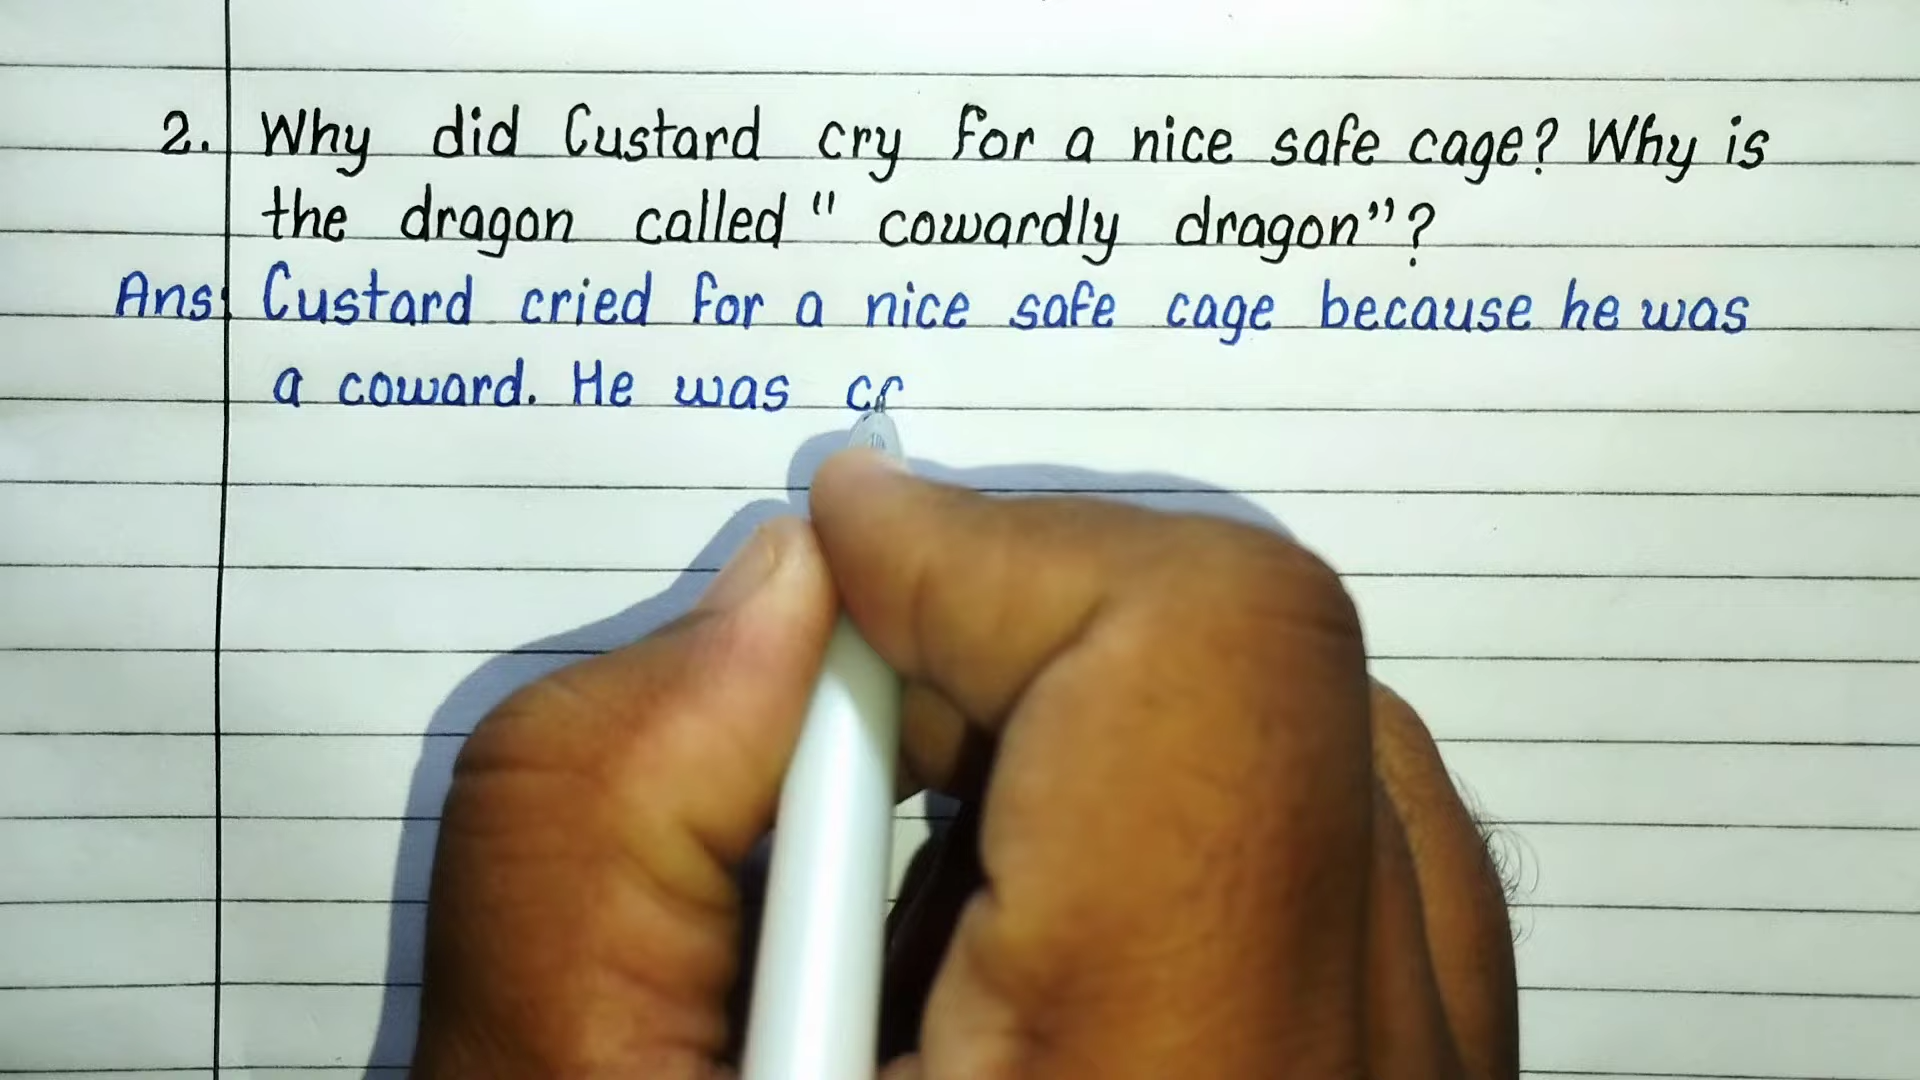 2. Why did Custard cry for a nice safe cage? Why is
the dragon called " cowardly dragon"?
Ans: Custard cried for a nice safe cage because he was
a coward. He was cr